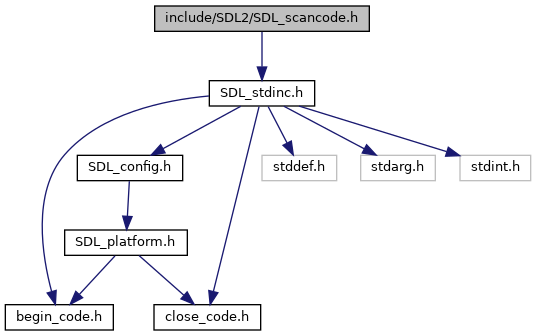 include/SDL2/SDL_scancode.h
SDL_stdinc.h
SDL_config.h
stddef.h
stdarg.h
stdint.h
SDL_platform.h
begin_code.h
close_code.h